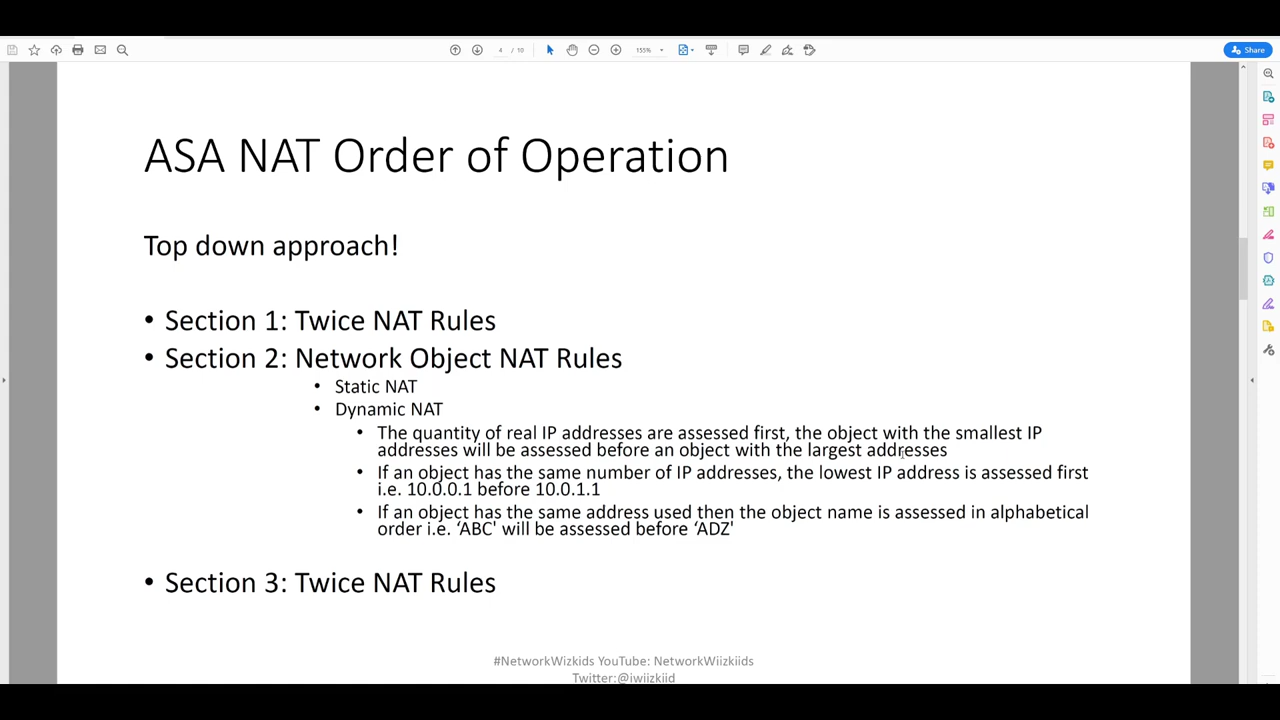 4 / 10
155%
Share
ASA NAT Order of Operation
Top down approach!
• Section 1: Twice NAT Rules
• Section 2: Network Object NAT Rules
• Static NAT
• Dynamic NAT
• The quantity of real IP addresses are assessed first, the object with the smallest IP
addresses will be assessed before an object with the largest addresses
• If an object has the same number of IP addresses, the lowest IP address is assessed first
i.e. 10.0.0.1 before 10.0.1.1
• If an object has the same address used then the object name is assessed in alphabetical
order i.e. ‘ABC' will be assessed before ‘ADZ'
• Section 3: Twice NAT Rules
#NetworkWizkids YouTube: NetworkWiizkiids
Twitter:@iwiizkiid